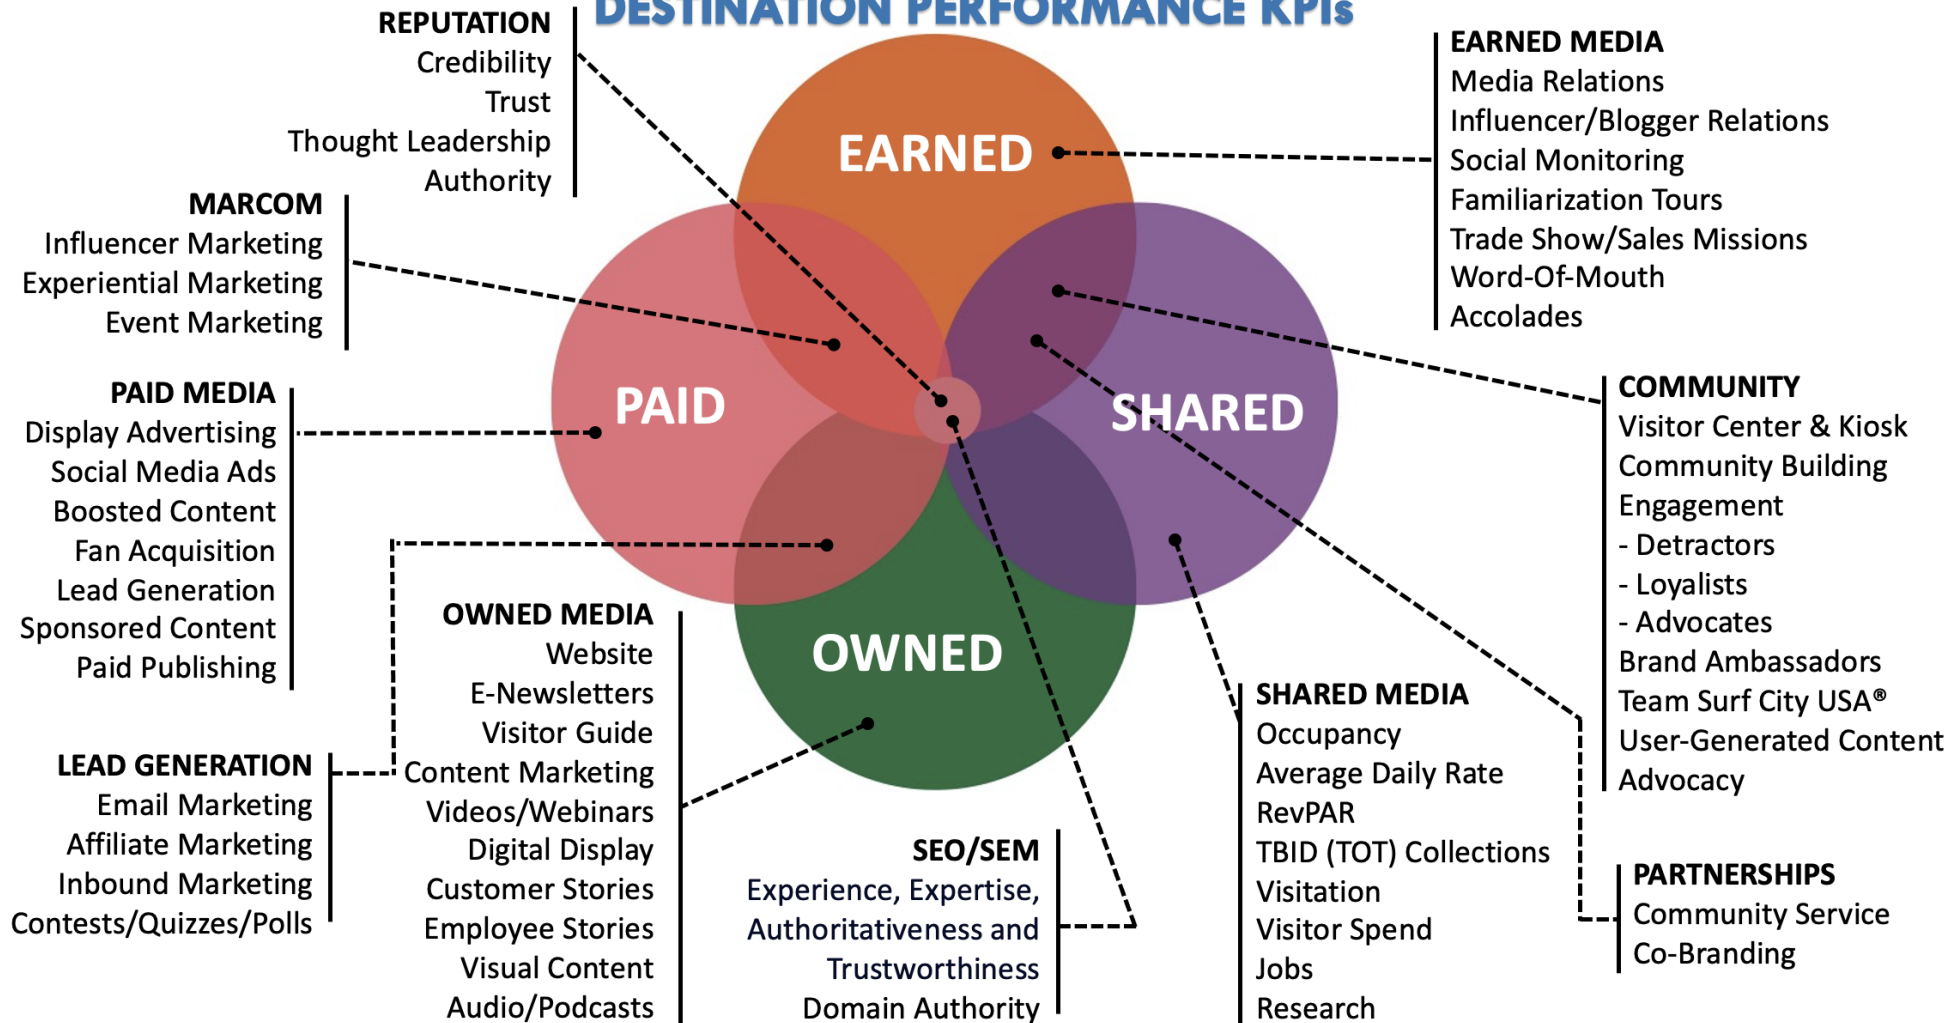 DESTINATION PERFORMANCE KPIs
REPUTATION
Credibility
Trust
Thought Leadership
Authority
MARCOM
Influencer Marketing
Experiential Marketing
Event Marketing
PAID MEDIA
Display Advertising
Social Media Ads
Boosted Content
Fan Acquisition
Lead Generation
Sponsored Content
Paid Publishing
LEAD GENERATION
Email Marketing
Affiliate Marketing
Inbound Marketing
Contests/Quizzes/Polls
OWNED MEDIA
Website
E-Newsletters
Visitor Guide
Content Marketing
Videos/Webinars
Digital Display
Customer Stories
Employee Stories
Visual Content
Audio/Podcasts
EARNED
PAID
SHARED
OWNED
SEO/SEM
Experience, Expertise,
Authoritativeness and
Trustworthiness
Domain Authority
EARNED MEDIA
Media Relations
Influencer/Blogger Relations
Social Monitoring
Familiarization Tours
Trade Show/Sales Missions
Word-Of-Mouth
Accolades
COMMUNITY
Visitor Center & Kiosk
Community Building
Engagement
- Detractors
- Loyalists
- Advocates
Brand Ambassadors
Team Surf City USA®
User-Generated Content
Advocacy
SHARED MEDIA
Occupancy
Average Daily Rate
RevPAR
TBID (TOT) Collections
Visitation
Visitor Spend
Jobs
Research
PARTNERSHIPS
Community Service
Co-Branding